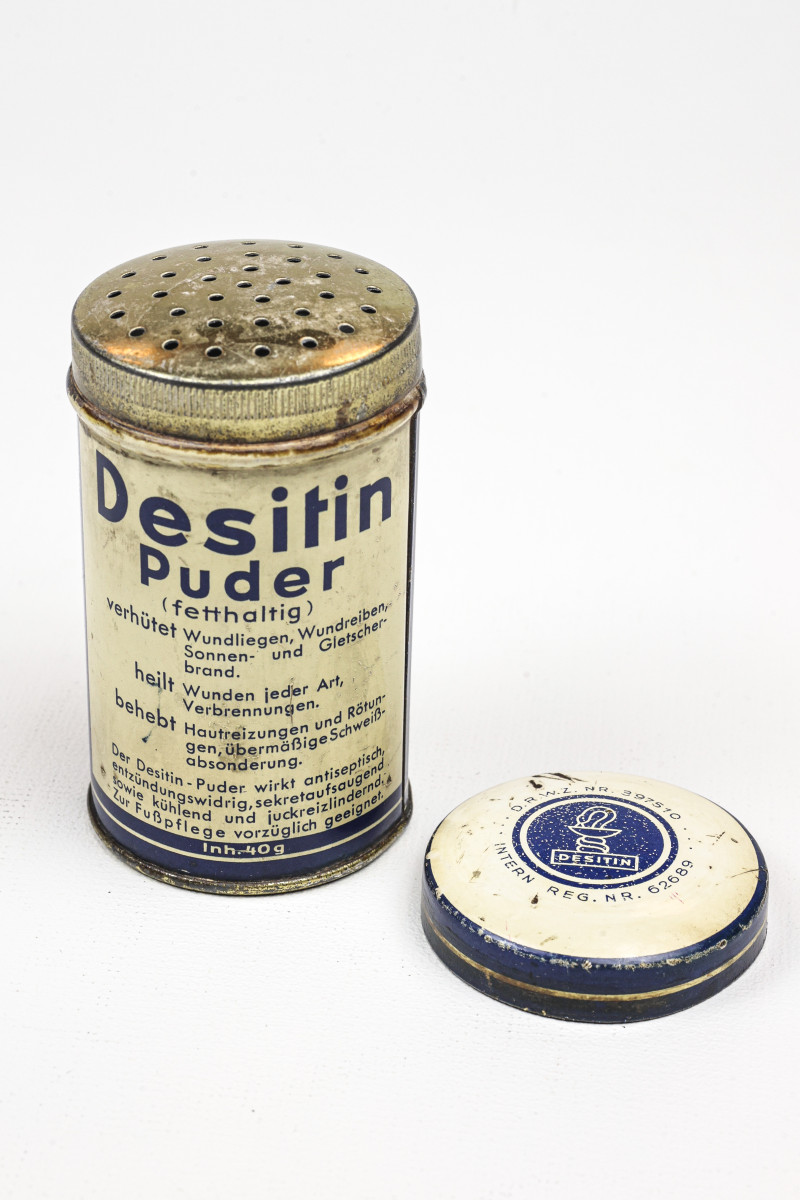 Desitin
Puder
(fetthaltig)
verhütet Wundliegen, Wundreiben,
Sonnen- und Gletscher-
brand.
heilt Wunden jeder Art,
Verbrennungen.
behebt Hautreizungen und Rötun-
gen, übermäßige Schweiß-
absonderung.
Der Desitin-Puder wirkt antiseptisch,
entzündungswidrig, sekretaufsaugend
sowie kühlend und juckreizlindernd.
Zur Fußpflege vorzüglich geeignet.
Inh. 40g
D.R.W.Z. NR. 397510
DESITIN
INTERN REG. NR. 62689